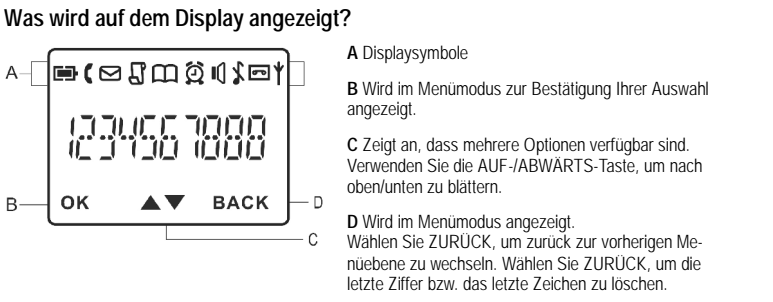 Was wird auf dem Display angezeigt?
A
B
OK
BACK
D
C
A Displaysymbole
B Wird im Menümodus zur Bestätigung Ihrer Auswahl
angezeigt.
C Zeigt an, dass mehrere Optionen verfügbar sind.
Verwenden Sie die AUF-/ABWÄRTS-Taste, um nach
oben/unten zu blättern.
D Wird im Menümodus angezeigt.
Wählen Sie ZURÜCK, um zurück zur vorherigen Me-
nüebene zu wechseln. Wählen Sie ZURÜCK, um die
letzte Ziffer bzw. das letzte Zeichen zu löschen.